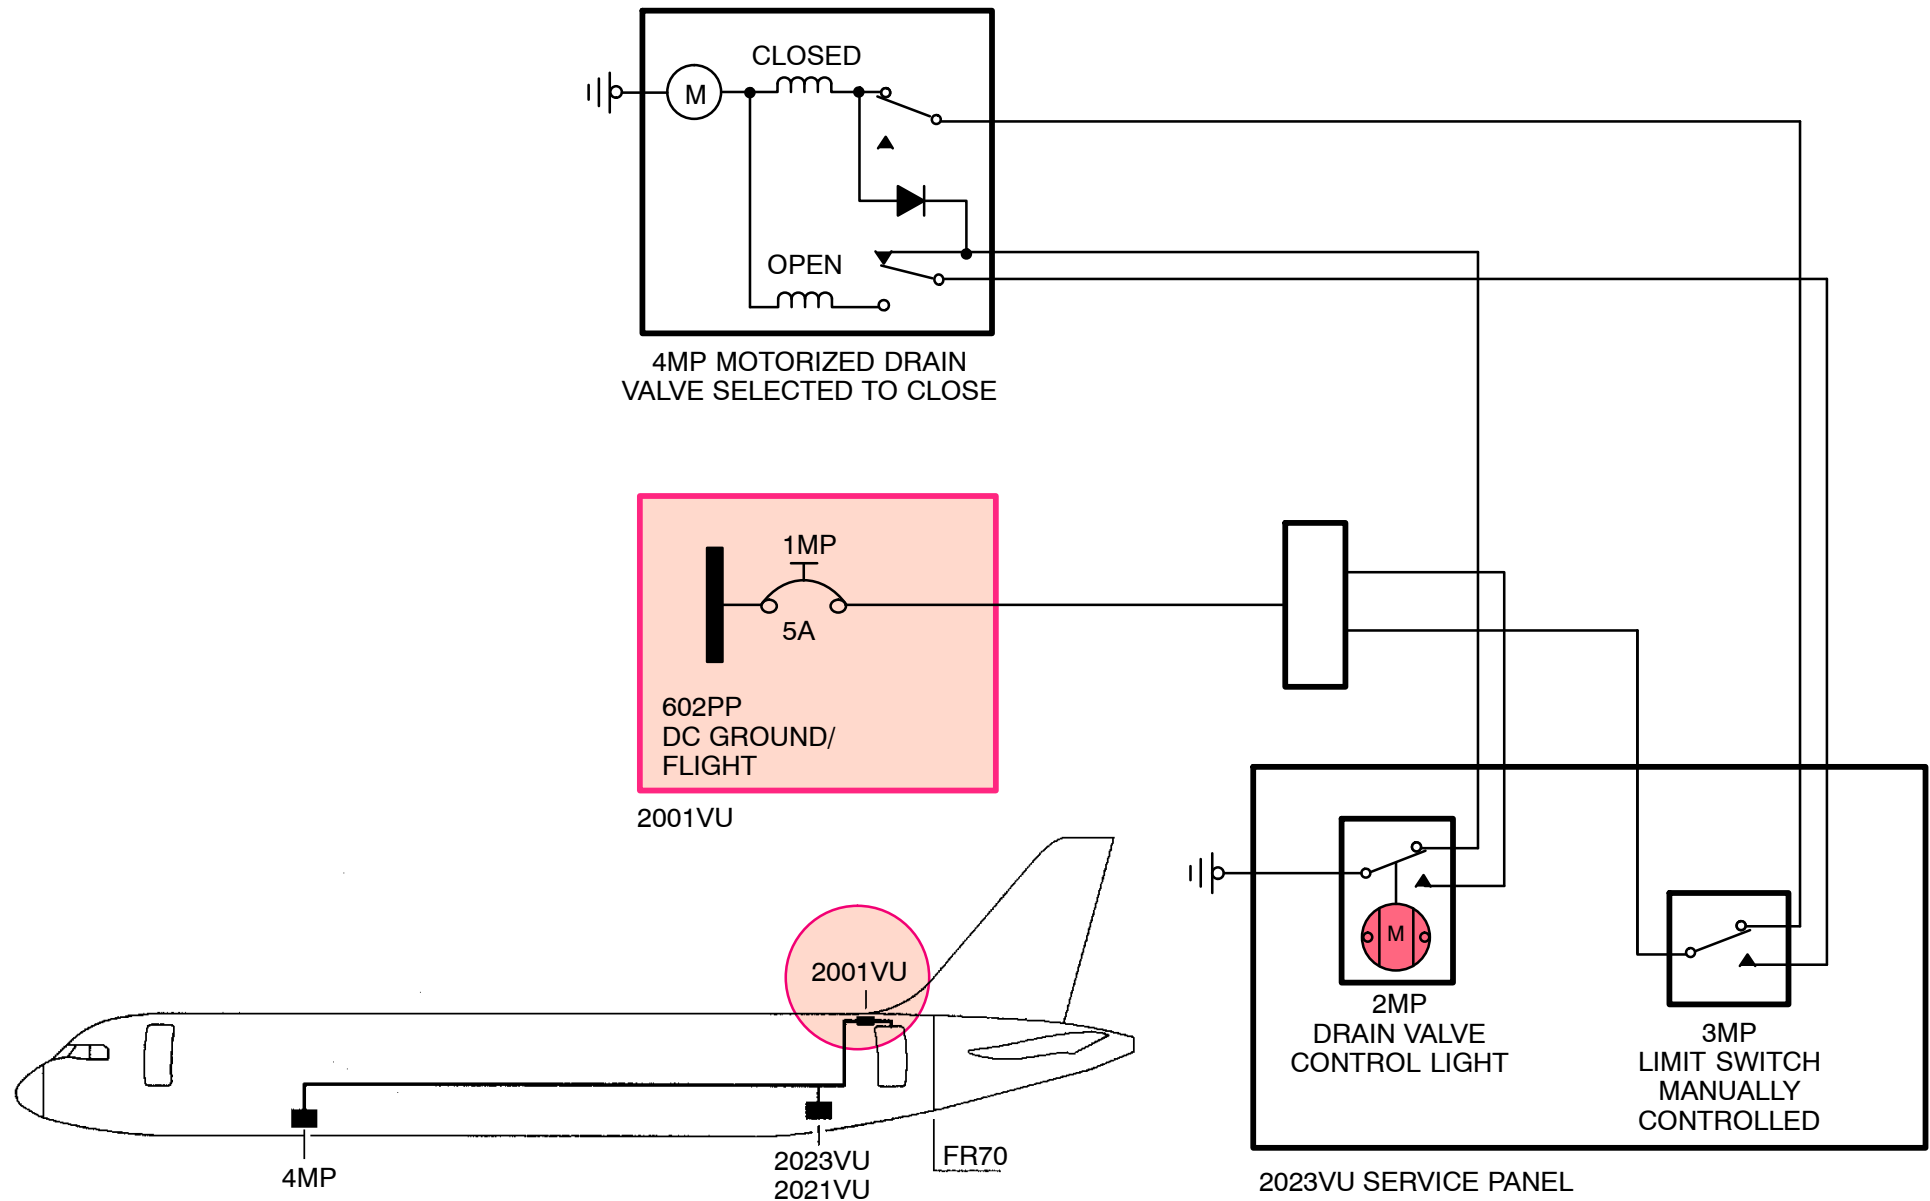 CLOSED
M
OPEN
4MP MOTORIZED DRAIN
VALVE SELECTED TO CLOSE
1MP
5A
602PP
DC GROUND/
FLIGHT
2001VU
M
2MP
DRAIN VALVE
CONTROL LIGHT
3MP
LIMIT SWITCH
MANUALLY
CONTROLLED
2023VU SERVICE PANEL
2001VU
4MP
2023VU
2021VU
FR70